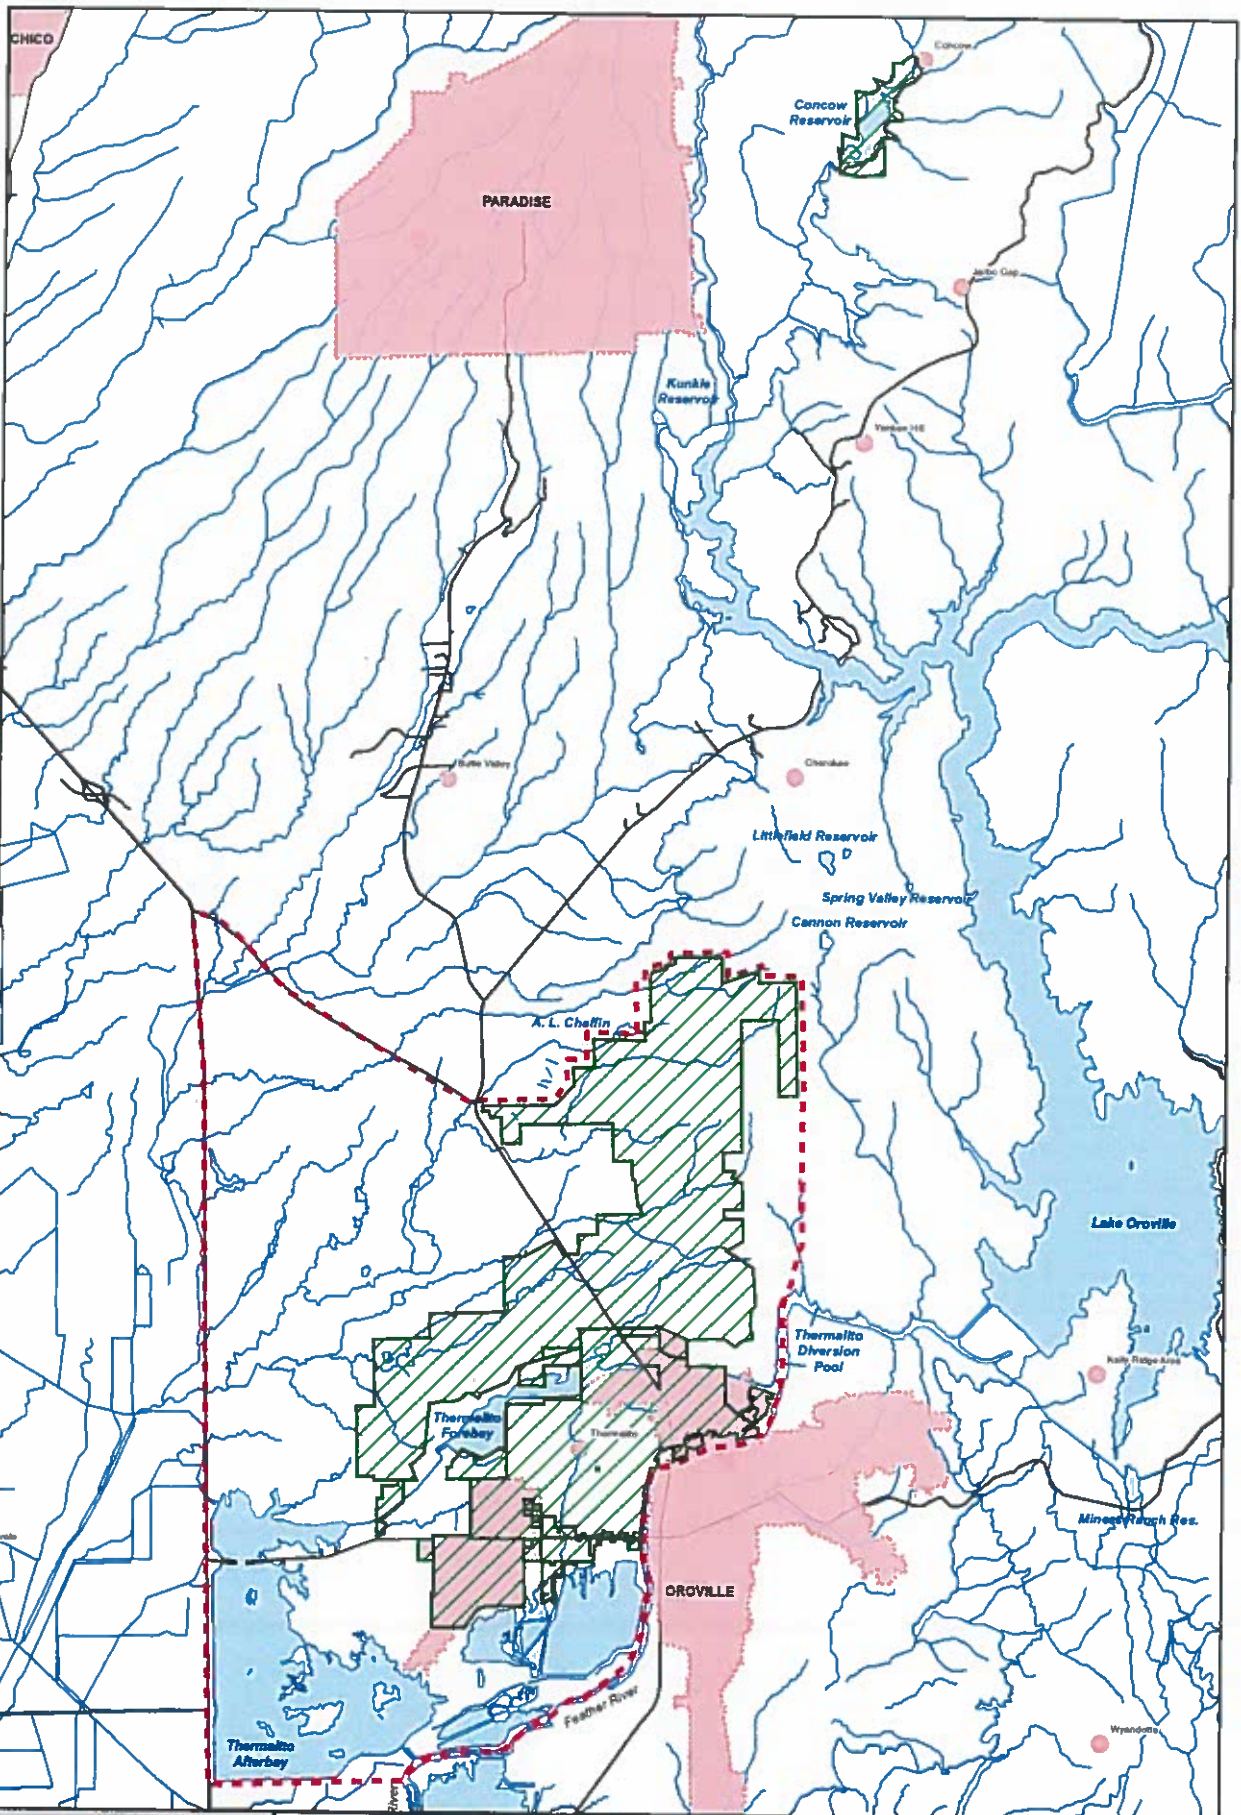 CHICO
Concow
Concow
Reservoir
PARADISE
Jarbo Gap
Kunkle
Reservoir
Yankee Hill
Butte Valley
Cherokee
Littlefield Reservoir
Spring Valley Reservoir
Cannon Reservoir
A. L. Chaffin
Lake Oroville
Thermalito
Diversion
Pool
Kelly Ridge Area
Thermalito
Forebay
Thermalito
Miners Ranch Res.
OROVILLE
Feather River
Wyandotte
Thermalito
Afterbay
River